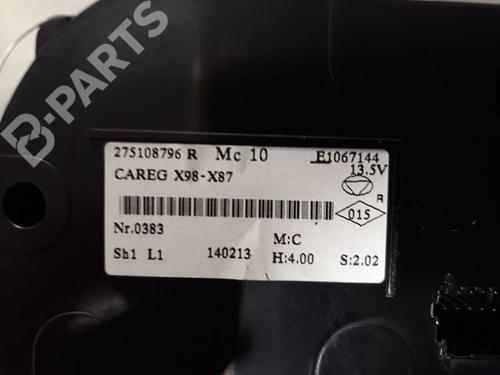 B-PARTS
275108796 R Mc 10 E1067144
13.5V
CAREG X98-X87
R
015
Nr.0383
M:C
Sh1 L1 140213 H:4.00 S:2.02